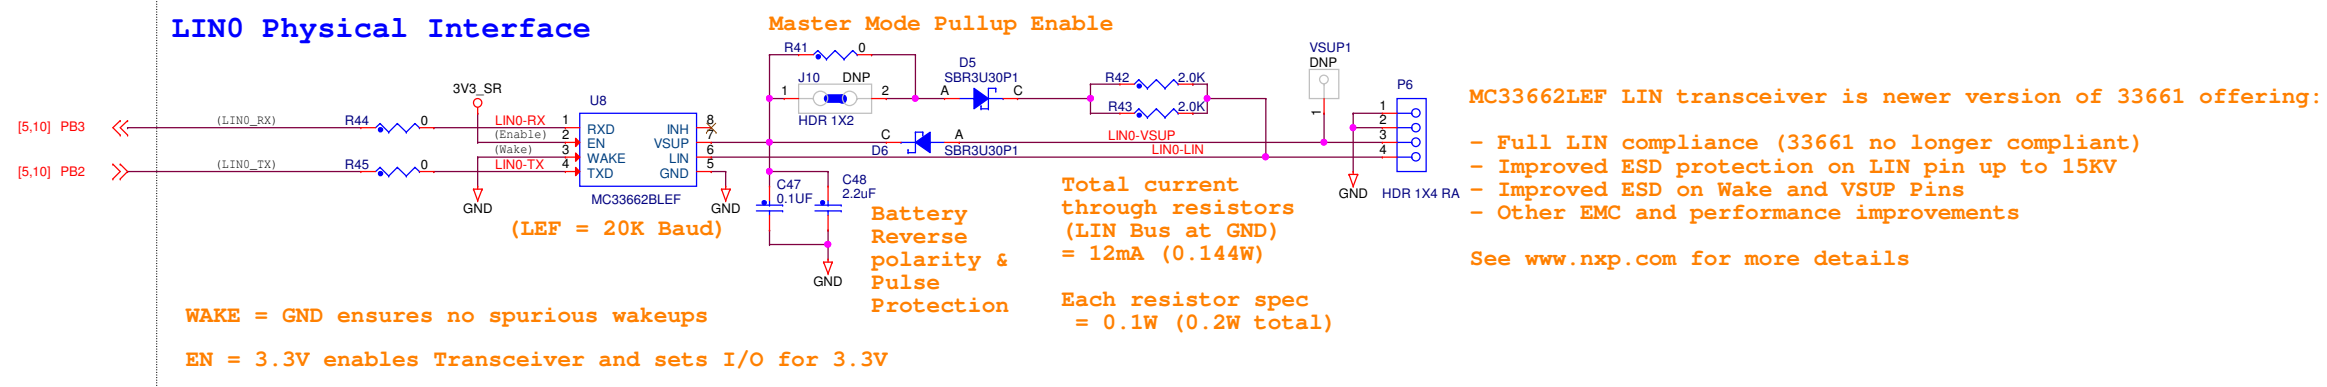 LIN0 Physical Interface
Master Mode Pullup Enable
R41 0
VSUP1
DNP
D5
SBR3U30P1
J10 DNP
1 2
HDR 1X2
A C
R42 2.0K
R43 2.0K
1
P6
1
2
3
4
HDR 1X4 RA
GND
3V3_SR
U8
[5,10] PB3
(LIN0_RX)
R44 0
LIN0-RX 1
(Enable) 2
(Wake) 3
LIN0-TX 4
[5,10] PB2
(LIN0_TX)
R45 0
RXD
EN
WAKE
TXD
INH
VSUP
LIN
GND
8
7
6
5
MC33662BLEF
GND
GND
C A
D6 SBR3U30P1
LIN0-VSUP
LIN0-LIN
C47
0.1UF
C48
2.2uF
GND
(LEF = 20K Baud)
Battery
Reverse
polarity &
Pulse
Protection
Total current
through resistors
(LIN Bus at GND)
= 12mA (0.144W)
Each resistor spec
= 0.1W (0.2W total)
MC33662LEF LIN transceiver is newer version of 33661 offering:
- Full LIN compliance (33661 no longer compliant)
- Improved ESD protection on LIN pin up to 15KV
- Improved ESD on Wake and VSUP Pins
- Other EMC and performance improvements
See www.nxp.com for more details
WAKE = GND ensures no spurious wakeups
EN = 3.3V enables Transceiver and sets I/O for 3.3V